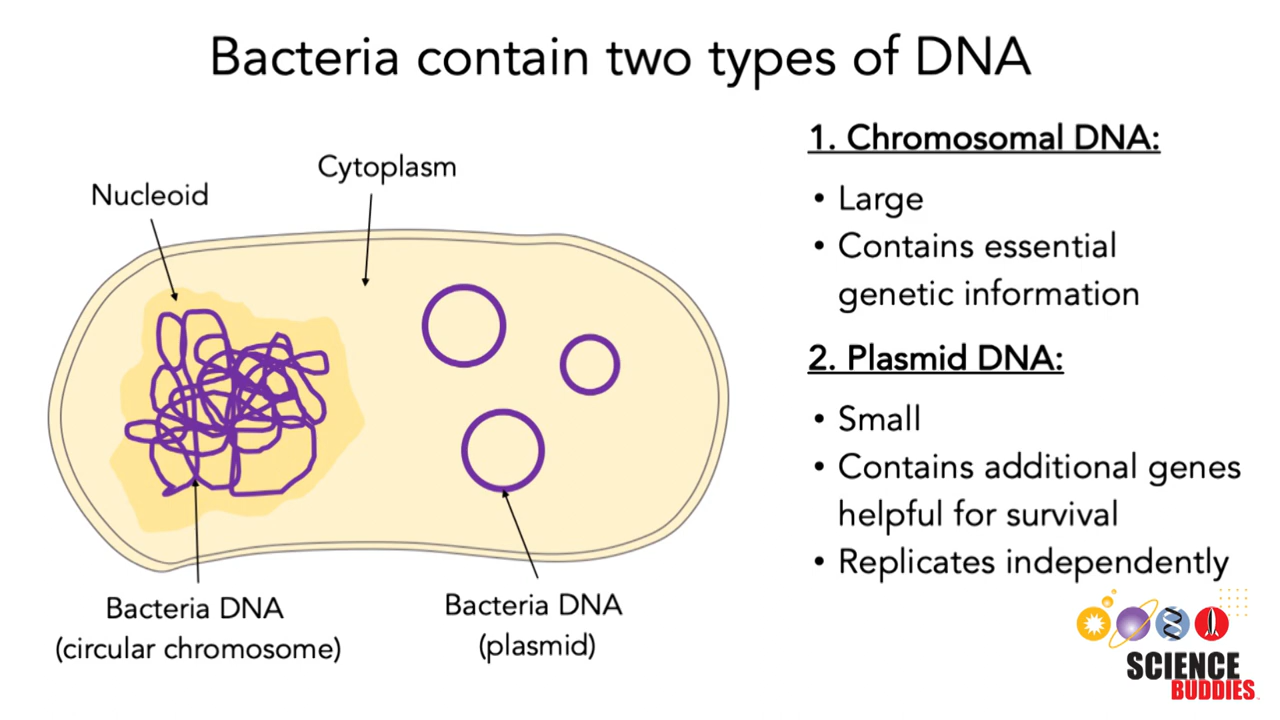 Bacteria contain two types of DNA
Nucleoid
Cytoplasm
Bacteria DNA
(circular chromosome)
Bacteria DNA
(plasmid)
1. Chromosomal DNA:
• Large
• Contains essential
genetic information
2. Plasmid DNA:
• Small
• Contains additional genes
helpful for survival
• Replicates independently
SCIENCE
BUDDIES